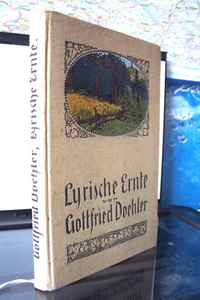 Lyrische Ernte
von
Gottfried Doehler
Gottfried Doehler, Lyrische Ernte.